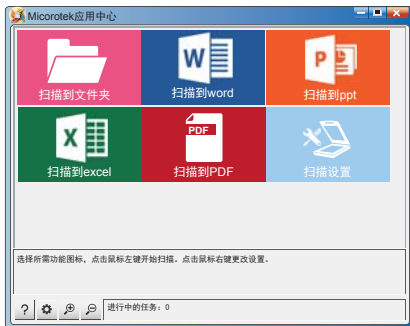 Microtek应用中心
扫描到文件夹
W
扫描到word
P
扫描到ppt
X
扫描到excel
PDF
扫描到PDF
扫描设置
选择所需功能图标，点击鼠标左键开始扫描。点击鼠标右键更改设置。
?
进行中的任务：0